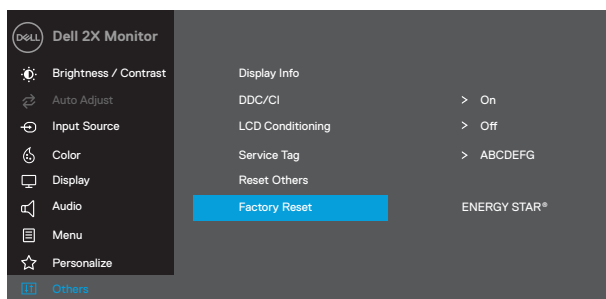 DELL Dell 2X Monitor
Brightness / Contrast Display Info
Auto Adjust DDC/CI > On
Input Source LCD Conditioning > Off
Color Service Tag > ABCDEFG
Display Reset Others
Audio Factory Reset ENERGY STAR®
Menu
Personalize
Others